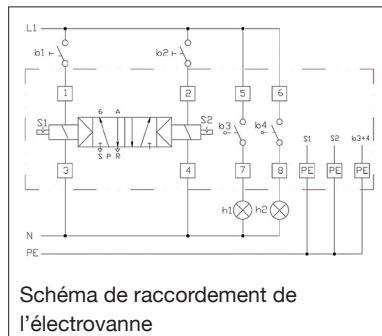 L1
b1 b2
1 2 5 6
6 A
S1 S2 b3 b4
S P R
S1 S2 b3+4
3 4 7 8 PE PE PE
h1 h2
N
PE
Schéma de raccordement de
l'électrovanne